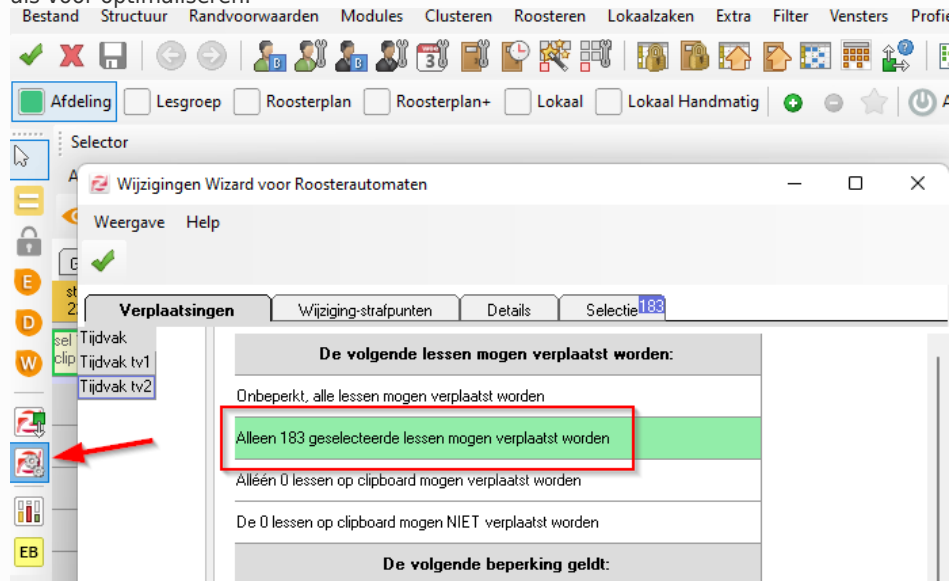 als voor optimaliseren.
Bestand Structuur Randvoorwaarden Modules Clusteren Roosteren Lokaalzaken Extra Filter Vensters
B B 3
Afdeling Lesgroep Roosterplan Roosterplan+ Lokaal Lokaal Handmatig
Selector
Wijzigingen Wizard voor Roosterautomaten
Weergave Help
E
Verplaatsingen Wijziging-strafpunten Details Selectie 183
D
Tijdvak
Tijdvak tv1
Tijdvak tv2
W
De volgende lessen mogen verplaatst worden:
Onbeperkt, alle lessen mogen verplaatst worden
Alleen 183 geselecteerde lessen mogen verplaatst worden
Alléén 0 lessen op clipboard mogen verplaatst worden
De 0 lessen op clipboard mogen NIET verplaatst worden
EB
De volgende beperking geldt: